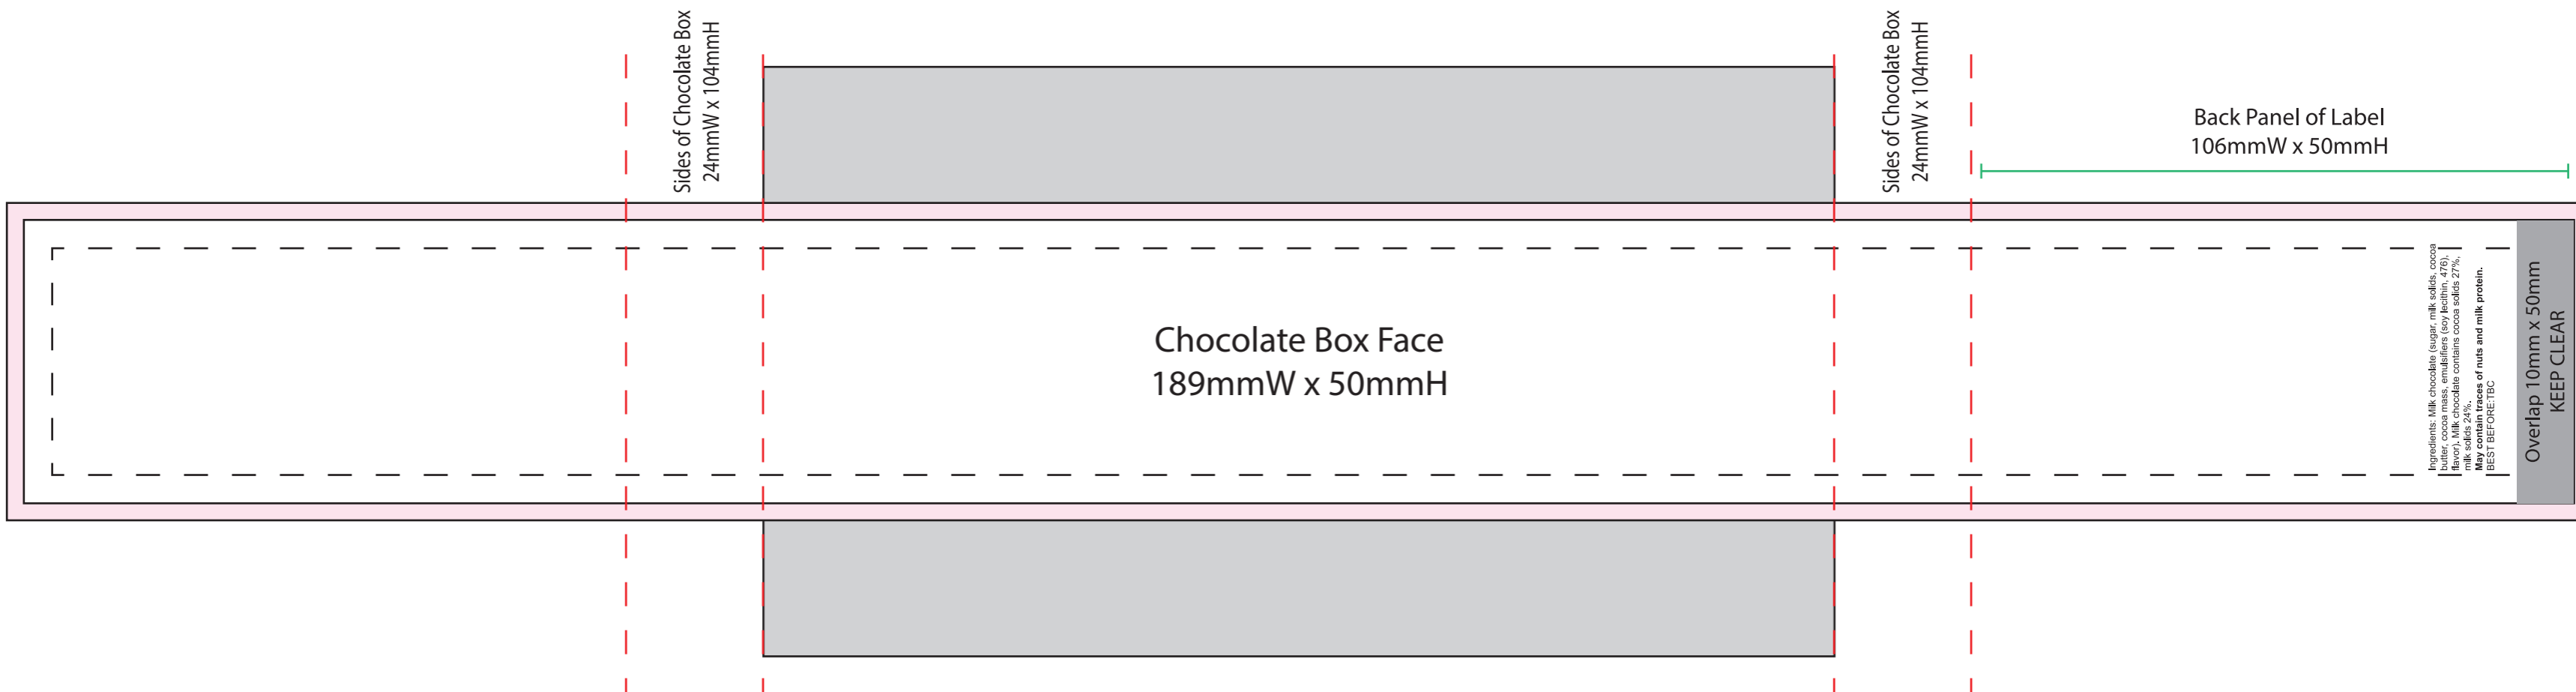 Sides of Chocolate Box
24mmW x 104mmH
Sides of Chocolate Box
24mmW x 104mmH
Back Panel of Label
106mmW x 50mmH
Chocolate Box Face
189mmW x 50mmH
Ingredients: Milk chocolate (sugar, milk solids, cocoa
butter, cocoa mass, emulsifiers (soy lecithin, 476),
flavor). Milk chocolate contains cocoa solids 27%,
milk solids 24%.
May contain traces of nuts and milk protein.
BEST BEFORE:TBC
Overlap 10mm x 50mm
KEEP CLEAR